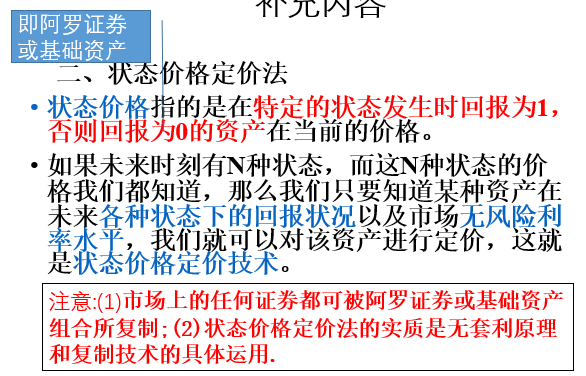 补充内容
即阿罗证券
或基础资产
二、状态价格定价法
• 状态价格指的是在特定的状态发生时回报为1，
否则回报为0的资产在当前的价格。
• 如果未来时刻有N种状态，而这N种状态的价
格我们都知道，那么我们只要知道某种资产在
未来各种状态下的回报状况以及市场无风险利
率水平，我们就可以对该资产进行定价，这就
是状态价格定价技术。
注意:(1)市场上的任何证券都可被阿罗证券或基础资产
组合所复制；(2)状态价格定价法的实质是无套利原理
和复制技术的具体运用.